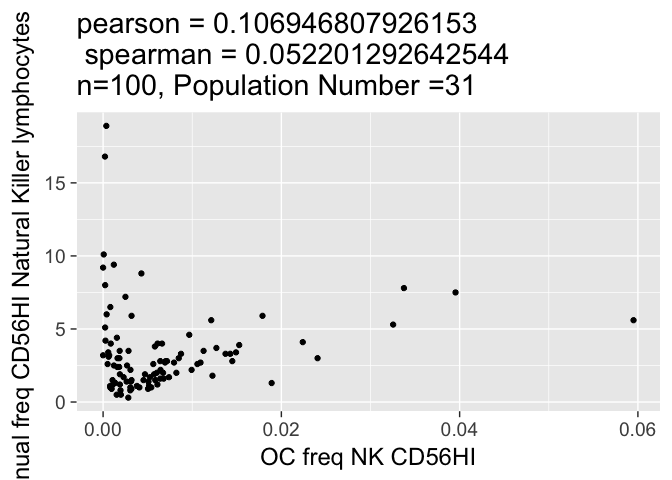 pearson = 0.106946807926153
spearman = 0.052201292642544
n=100, Population Number =31
nual freq CD56HI Natural Killer lymphocytes
15
10
5
0
0.00 0.02 0.04 0.06
OC freq NK CD56HI